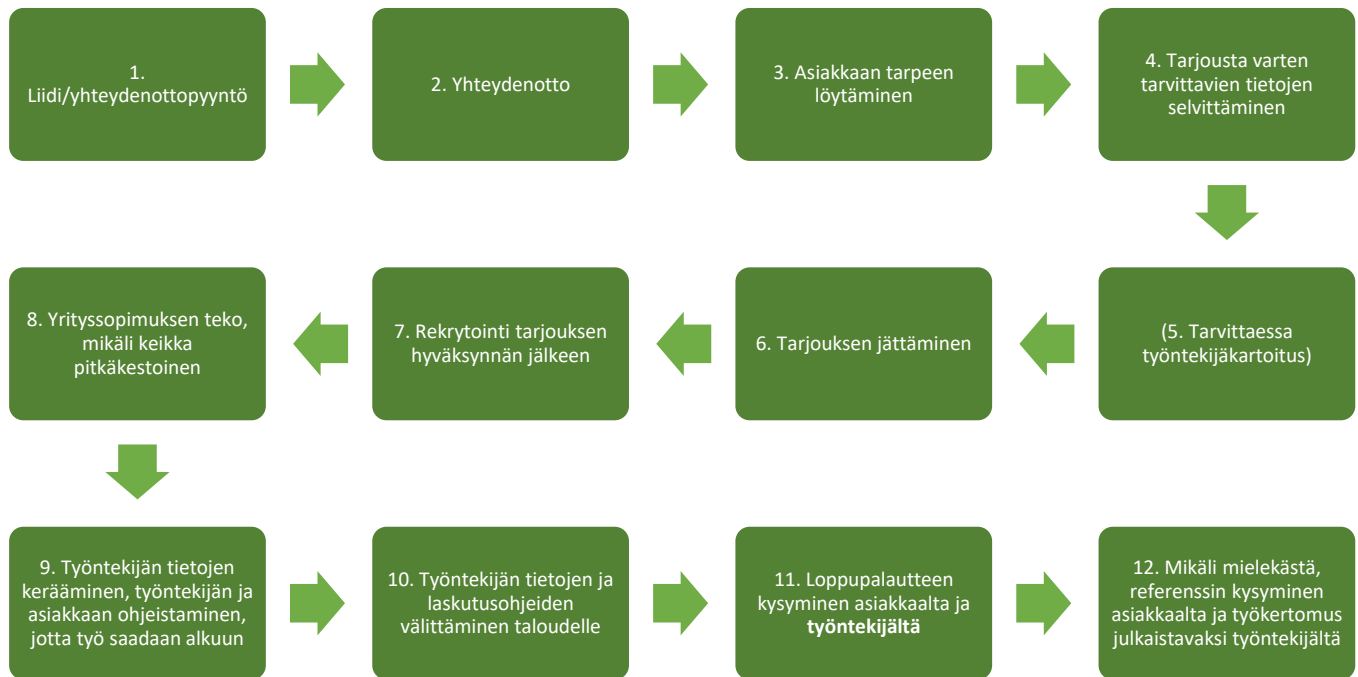 1.
Liidi/yhteydenottopyyntö
2. Yhteydenotto
3. Asiakkaan tarpeen
löytäminen
4. Tarjousta varten
tarvittavien tietojen
selvittäminen
(5. Tarvittaessa
työntekijäkartoitus)
6. Tarjouksen jättäminen
7. Rekrytointi tarjouksen
hyväksynnän jälkeen
8. Yrityssopimuksen teko,
mikäli keikka
pitkäkestoinen
9. Työntekijän tietojen
kerääminen, työntekijän ja
asiakkaan ohjeistaminen,
jotta työ saadaan alkuun
10. Työntekijän tietojen ja
laskutusohjeiden
välittäminen taloudelle
11. Loppupalautteen
kysyminen asiakkaalta ja
työntekijältä
12. Mikäli mielekästä,
referenssin kysyminen
asiakkaalta ja työkertomus
julkaistavaksi työntekijältä